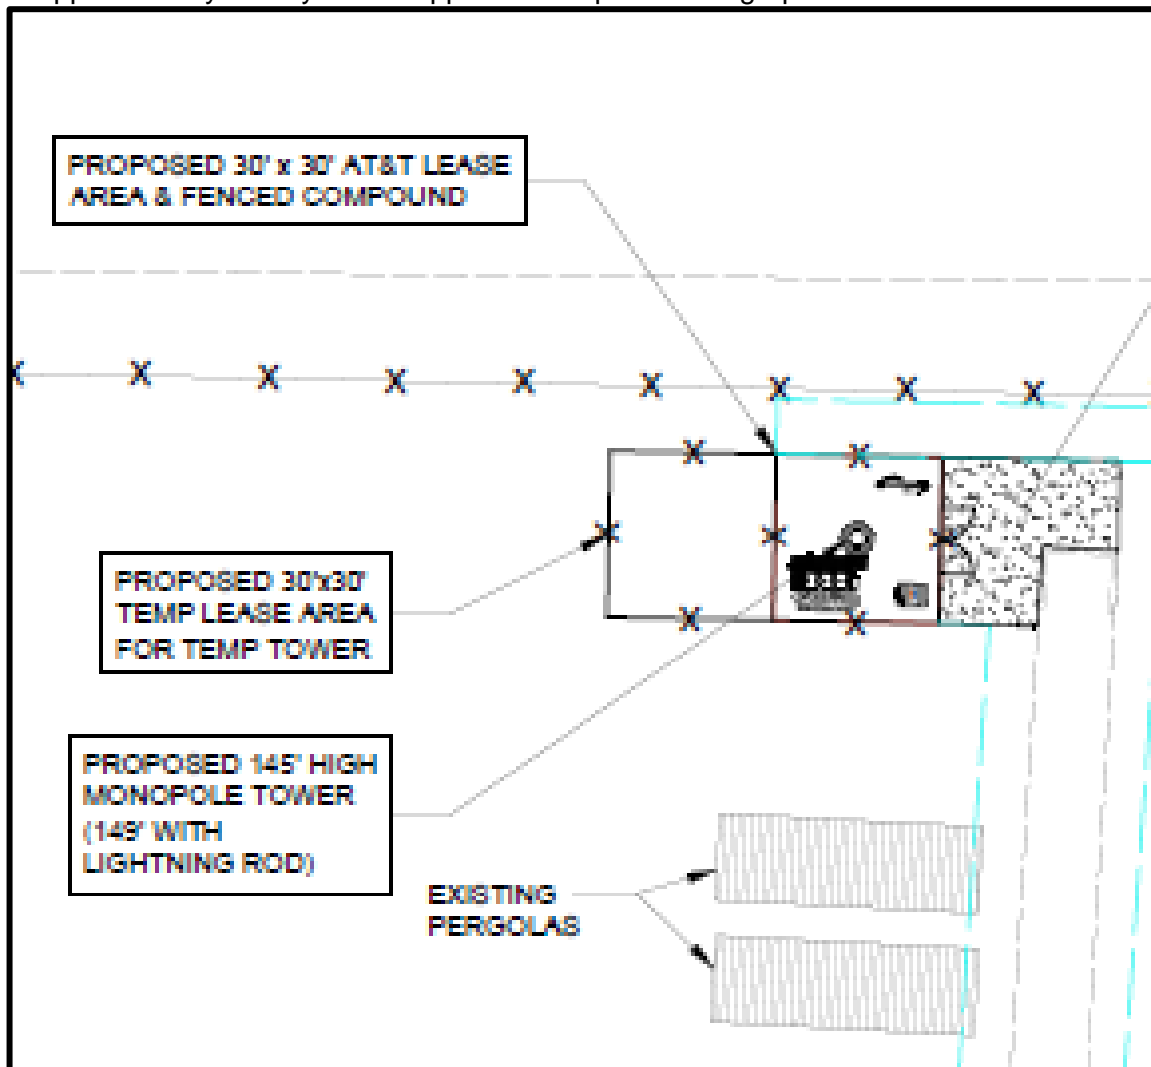 PROPOSED 30' x 30' AT&T LEASE
AREA & FENCED COMPOUND
PROPOSED 30'x30'
TEMP LEASE AREA
FOR TEMP TOWER
PROPOSED 145' HIGH
MONOPOLE TOWER
(149' WITH
LIGHTNING ROD)
EXISTING
PERGOLAS